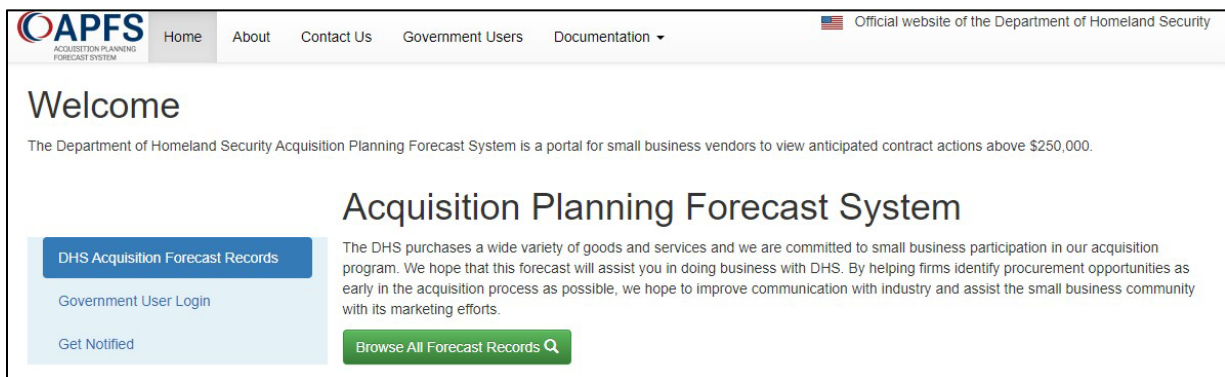 APFS
ACQUISITION PLANNING
FORECAST SYSTEM
Home About Contact Us Government Users Documentation
Official website of the Department of Homeland Security
Welcome
The Department of Homeland Security Acquisition Planning Forecast System is a portal for small business vendors to view anticipated contract actions above $250,000.
DHS Acquisition Forecast Records
Government User Login
Get Notified
Acquisition Planning Forecast System
The DHS purchases a wide variety of goods and services and we are committed to small business participation in our acquisition
program. We hope that this forecast will assist you in doing business with DHS. By helping firms identify procurement opportunities as
early in the acquisition process as possible, we hope to improve communication with industry and assist the small business community
with its marketing efforts.
Browse All Forecast Records